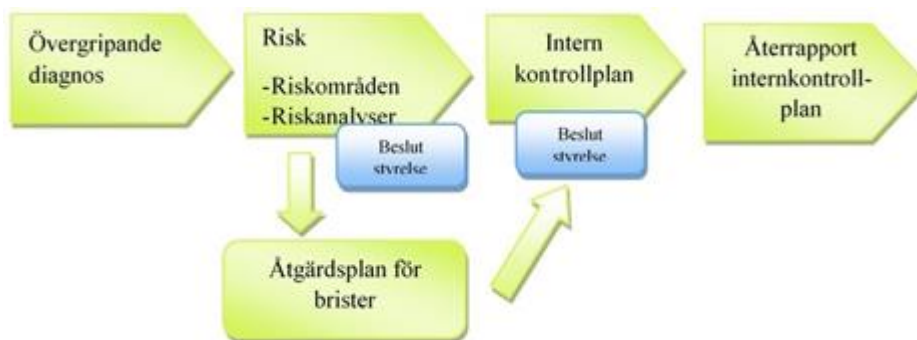 Övergripande
diagnos
Risk
-Riskområden
-Riskanalyser
Beslut
styrelse
Intern
kontrollplan
Beslut
styrelse
Återrapport
internkontroll-
plan
Åtgärdsplan för
brister